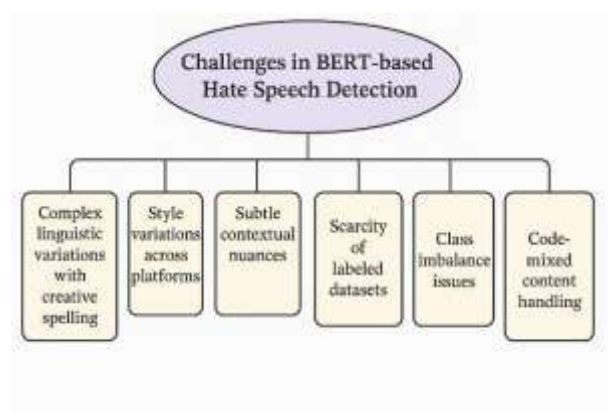 Challenges in BERT-based
Hate Speech Detection
Complex
linguistic
variations
with
creative
spelling
Style
variations
across
platforms
Subtle
contextual
nuances
Scarcity
of
labeled
datasets
Class
imbalance
issues
Code-
mixed
content
handling